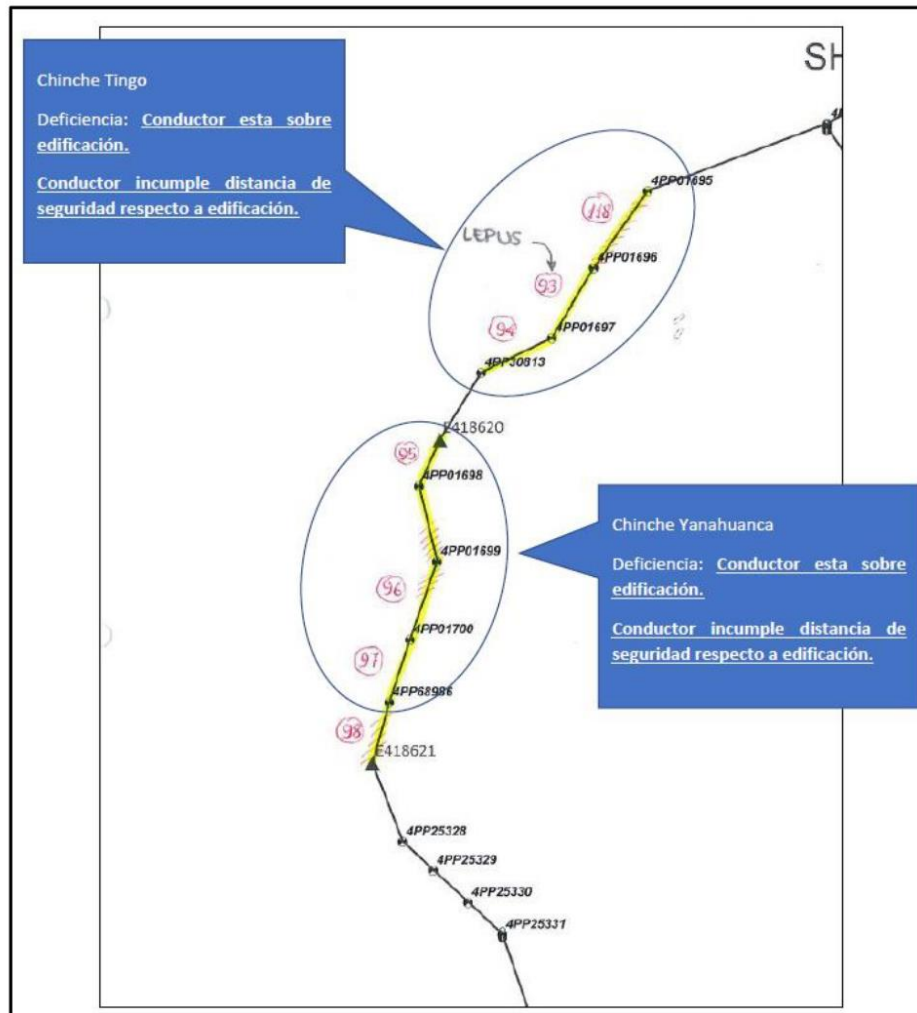 SH
Chinche Tingo
Deficiencia: Conductor esta sobre
edificación.
Conductor incumple distancia de
seguridad respecto a edificación.
4PP01695
118
LEPUS
4PP01696
93
94
4PP01697
4PP30813
E418620
95
4PP01698
4PP01699
96
4PP01700
97
4PP68986
98
E418621
Chinche Yanahuanca
Deficiencia: Conductor esta sobre
edificación.
Conductor incumple distancia de
seguridad respecto a edificación.
4PP25328
4PP25329
4PP25330
4PP25331